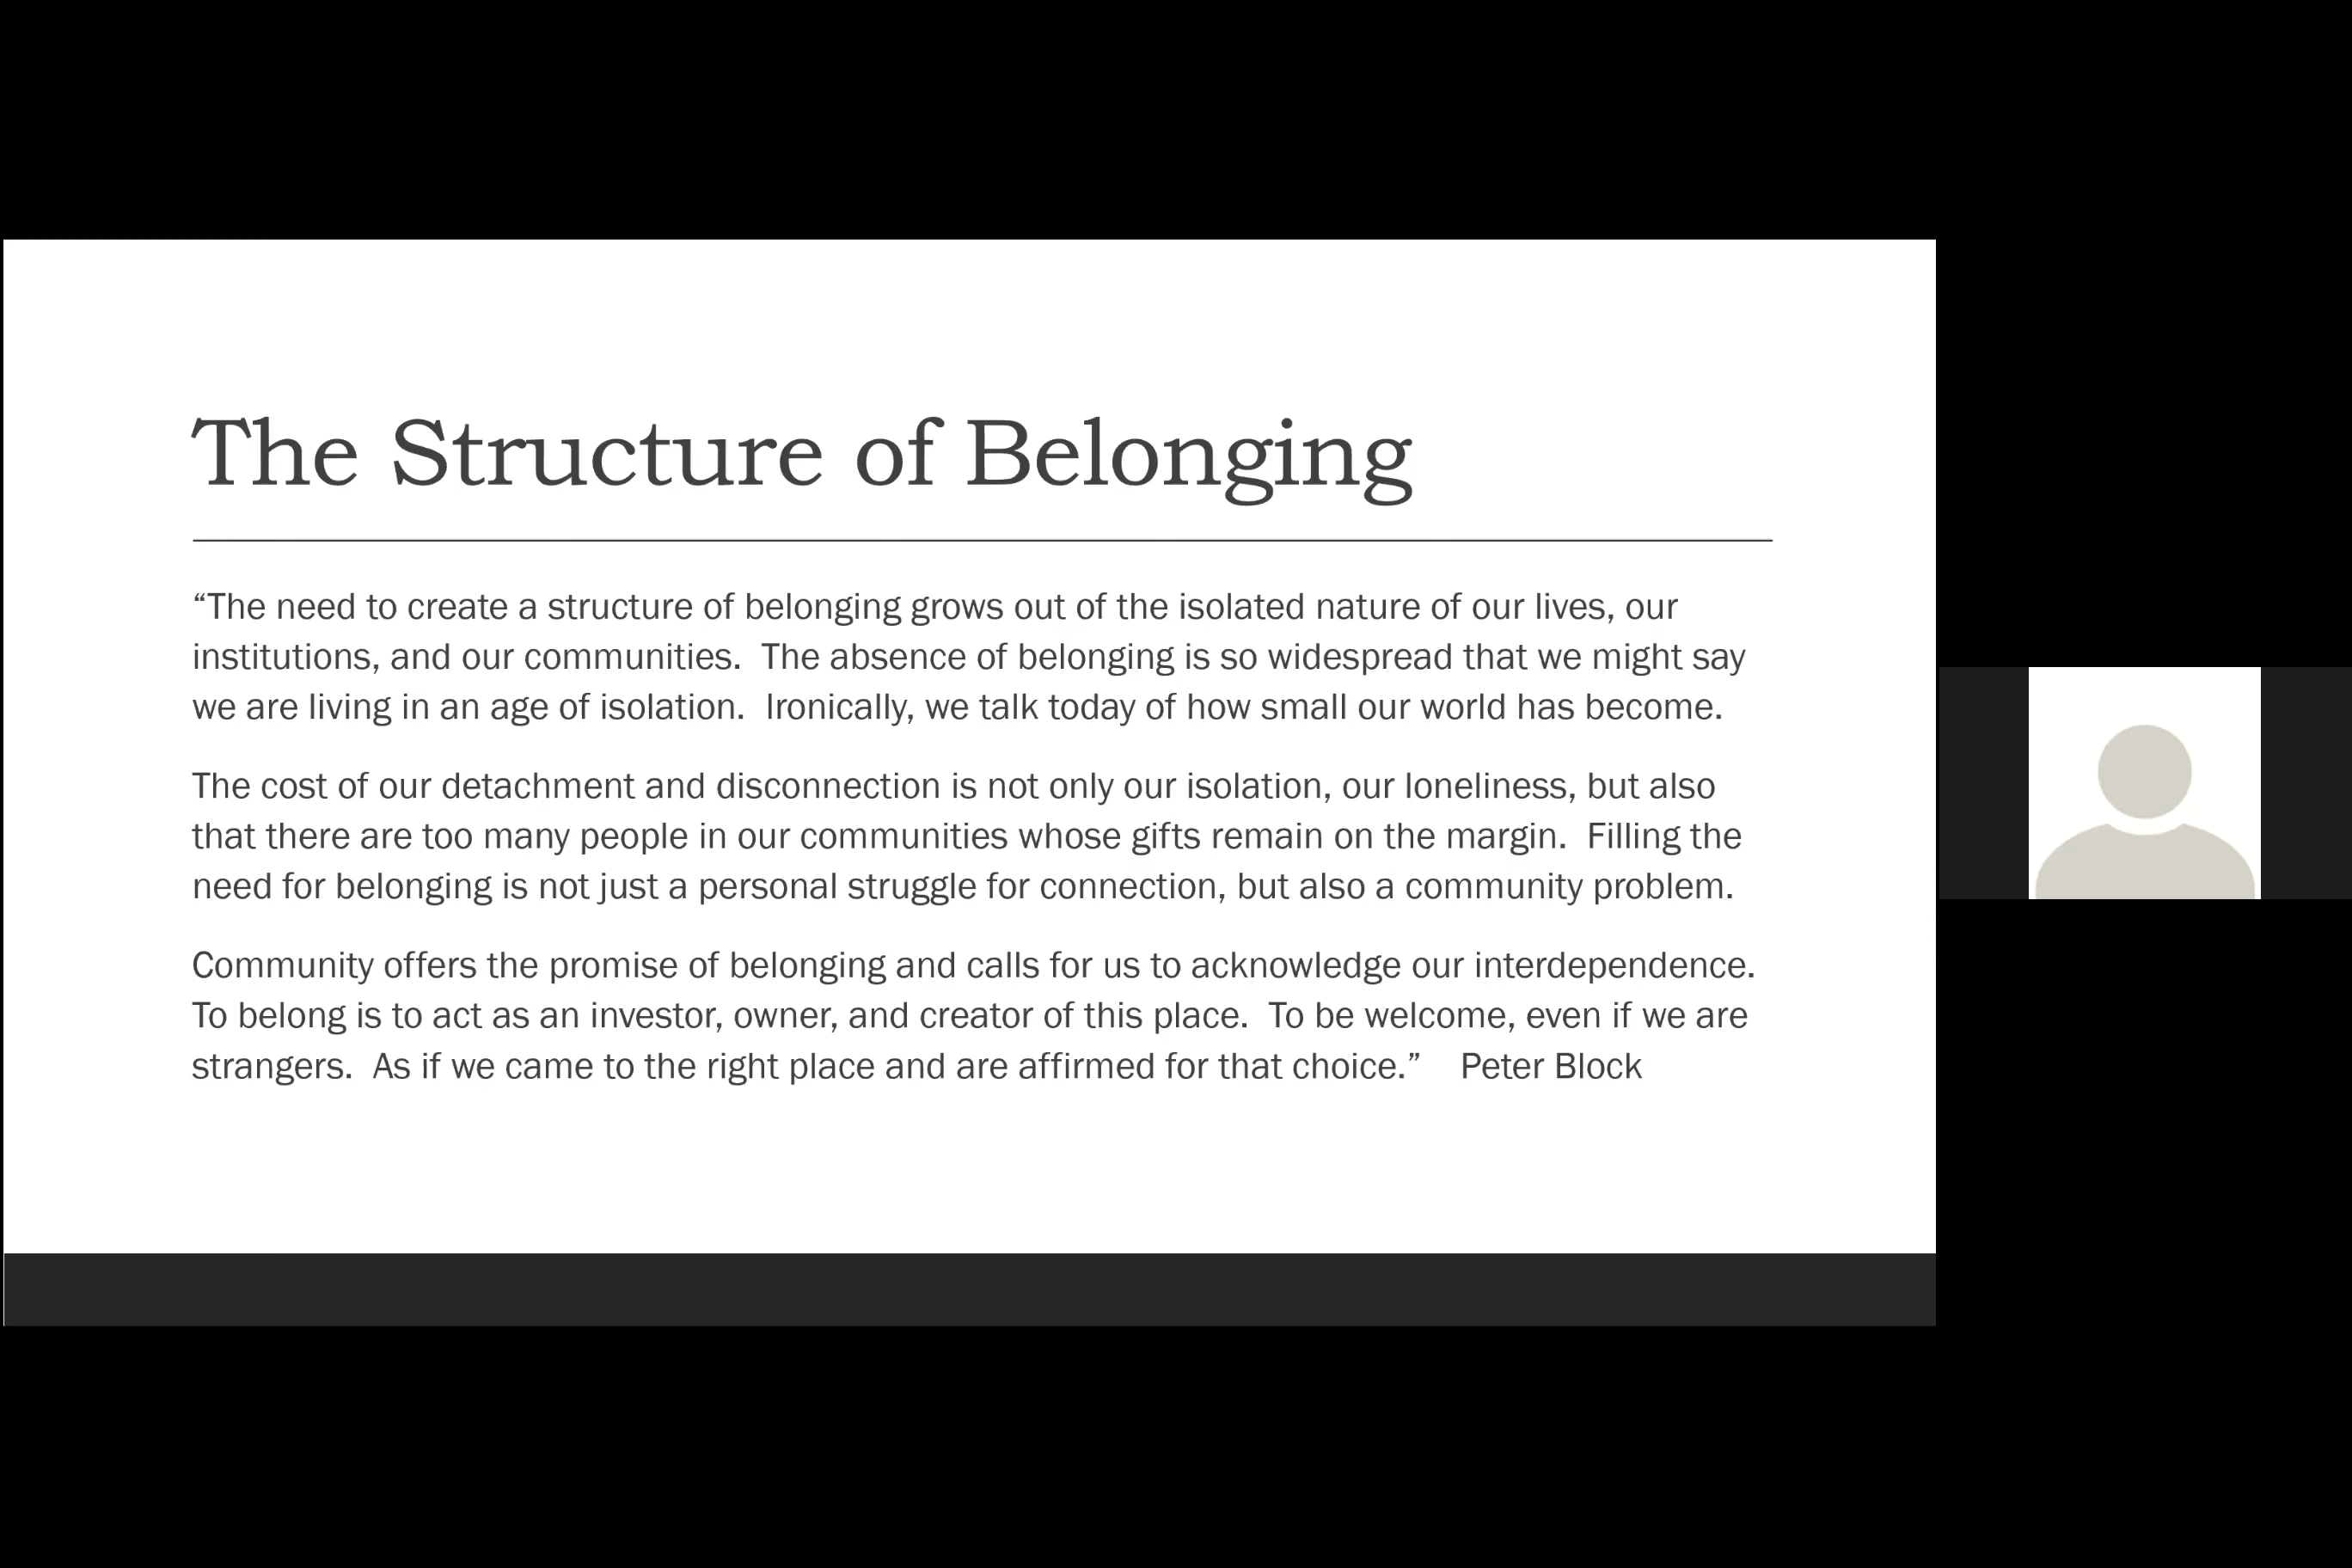 The Structure of Belonging
“The need to create a structure of belonging grows out of the isolated nature of our lives, our
institutions, and our communities.  The absence of belonging is so widespread that we might say
we are living in an age of isolation.  Ironically, we talk today of how small our world has become.
The cost of our detachment and disconnection is not only our isolation, our loneliness, but also
that there are too many people in our communities whose gifts remain on the margin.  Filling the
need for belonging is not just a personal struggle for connection, but also a community problem.
Community offers the promise of belonging and calls for us to acknowledge our interdependence.
To belong is to act as an investor, owner, and creator of this place.  To be welcome, even if we are
strangers.  As if we came to the right place and are affirmed for that choice.”    Peter Block